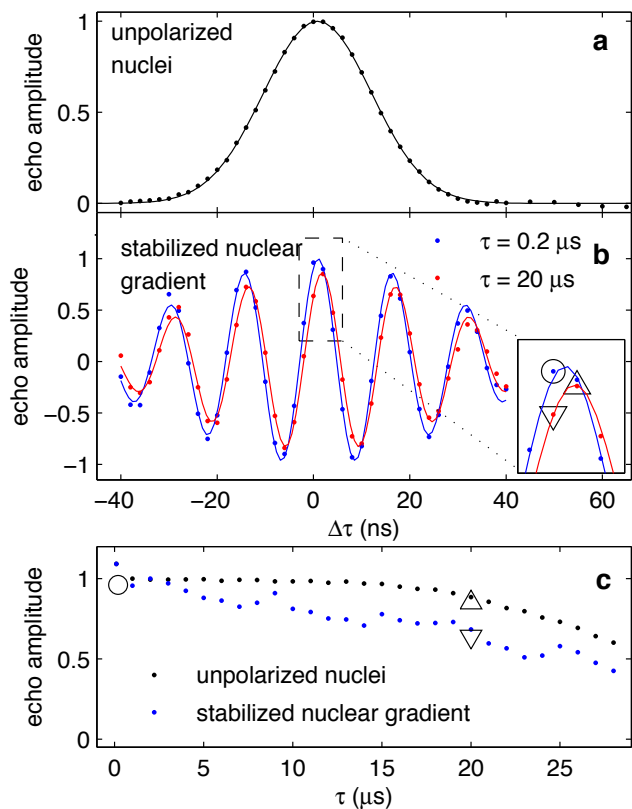 unpolarized
nuclei
a
echo amplitude
1
0.5
0
stabilized nuclear
gradient
b
τ = 0.2 μs
τ = 20 μs
echo amplitude
1
0.5
0
−0.5
−1
−40 −20 0 20 40 60
Δτ (ns)
c
echo amplitude
1
0.5
0
unpolarized nuclei
stabilized nuclear gradient
0 5 10 15 20 25
τ (μs)